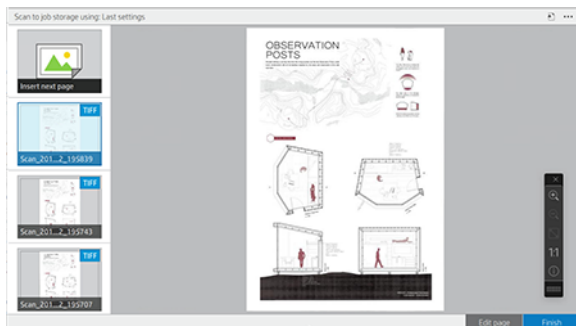 Scan to job storage using: Last settings
Insert next page
TIFF
Scan_201...2_195839
TIFF
Scan_201...2_195743
TIFF
Scan_201...2_195707
OBSERVATION
POSTS
1:1
Edit page
Finish